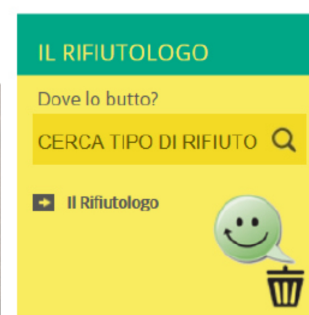 IL RIFIUTOLOGO
Dove lo butto?
CERCA TIPO DI RIFIUTO
Il Rifiutologo